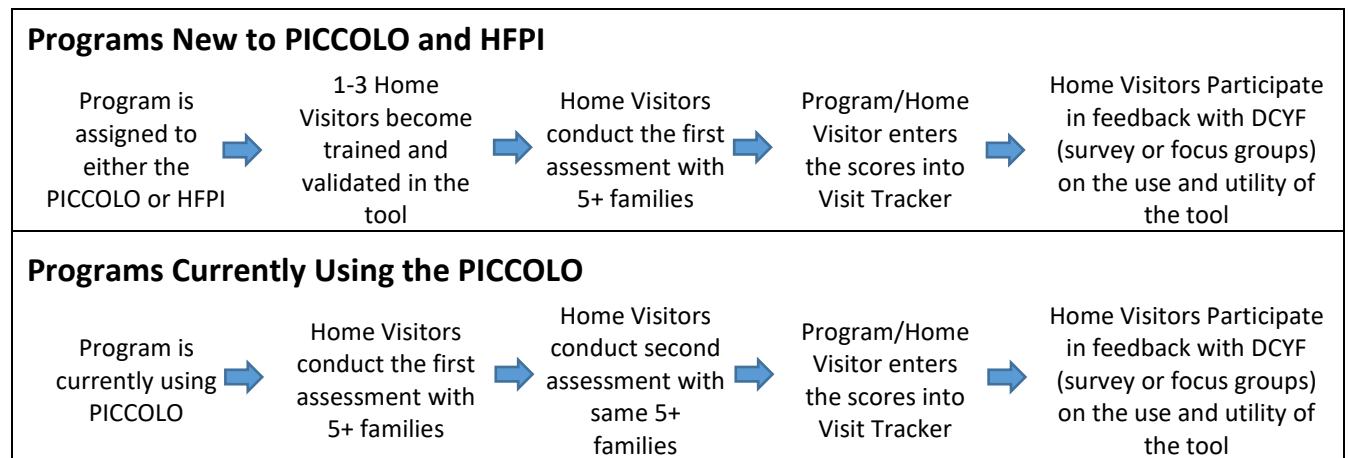 Programs New to PICCOLO and HFPI
Program is
assigned to
either the
PICCOLO or HFPI
1-3 Home
Visitors become
trained and
validated in the
tool
Home Visitors
conduct the first
assessment with
5+ families
Program/Home
Visitor enters
the scores into
Visit Tracker
Home Visitors Participate
in feedback with DCYF
(survey or focus groups)
on the use and utility of
the tool
Programs Currently Using the PICCOLO
Program is
currently using
PICCOLO
Home Visitors
conduct the first
assessment with
5+ families
Home Visitors
conduct second
assessment with
same 5+
families
Program/Home
Visitor enters
the scores into
Visit Tracker
Home Visitors Participate
in feedback with DCYF
(survey or focus groups)
on the use and utility of
the tool